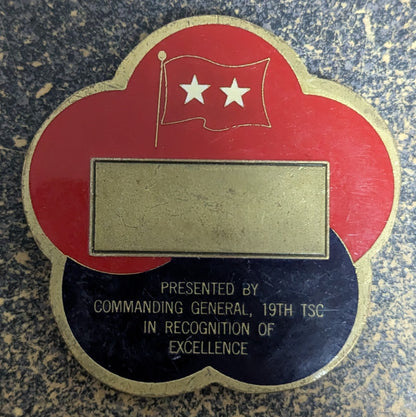 PRESENTED BY
COMMANDING GENERAL, 19TH TSC
IN RECOGNITION OF
EXCELLENCE